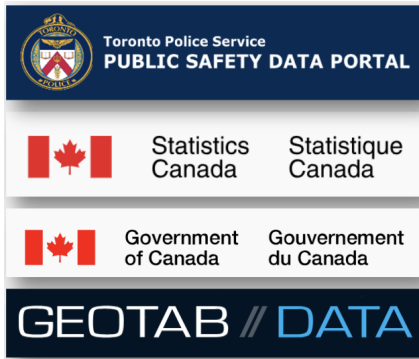 TORONTO
POLICE
Toronto Police Service
PUBLIC SAFETY DATA PORTAL
Statistics Statistique
Canada Canada
Government Gouvernement
of Canada du Canada
GEOTAB // DATA